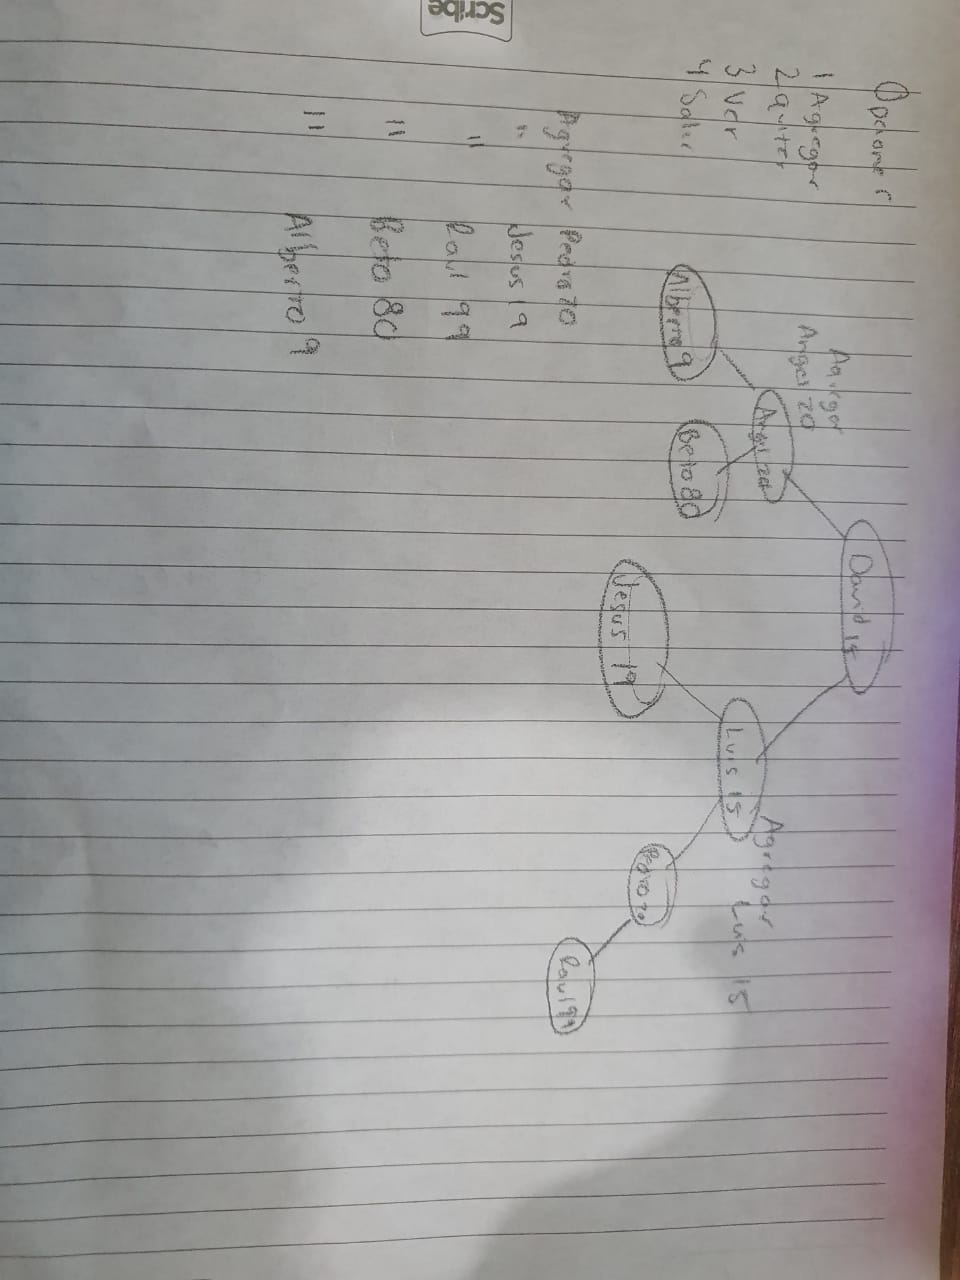 Scribe
1 Agregar
2 quitar
3 Ver
4 Salir
Agregar
Angel 20
David 15
Angel 20
Agregar
Luis 15
Luis 15
Alberto 9
Beto 80
Jesus 19
Pedro 70
Raul 99
Agregar Pedro 70
" Jesus 19
" Raul 99
" Beto 80
" Alberto 9